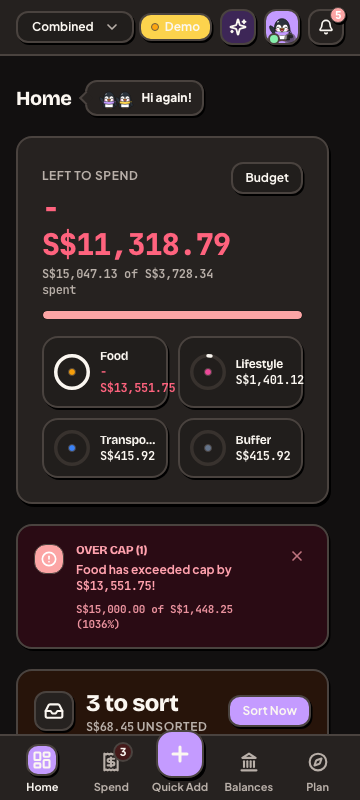 Combined
Demo
5
Home
Hi again!
LEFT TO SPEND
Budget
-
S$11,318.79
S$15,047.13 of S$3,728.34
spent
Food
-
S$13,551.75
Lifestyle
S$1,401.12
Transpo...
S$415.92
Buffer
S$415.92
OVER CAP (1)
Food has exceeded cap by
S$13,551.75!
S$15,000.00 of S$1,448.25
(1036%)
3 to sort
Sort Now
S$68.45 UNSORTED
3
Home
Spend
Quick Add
Balances
Plan